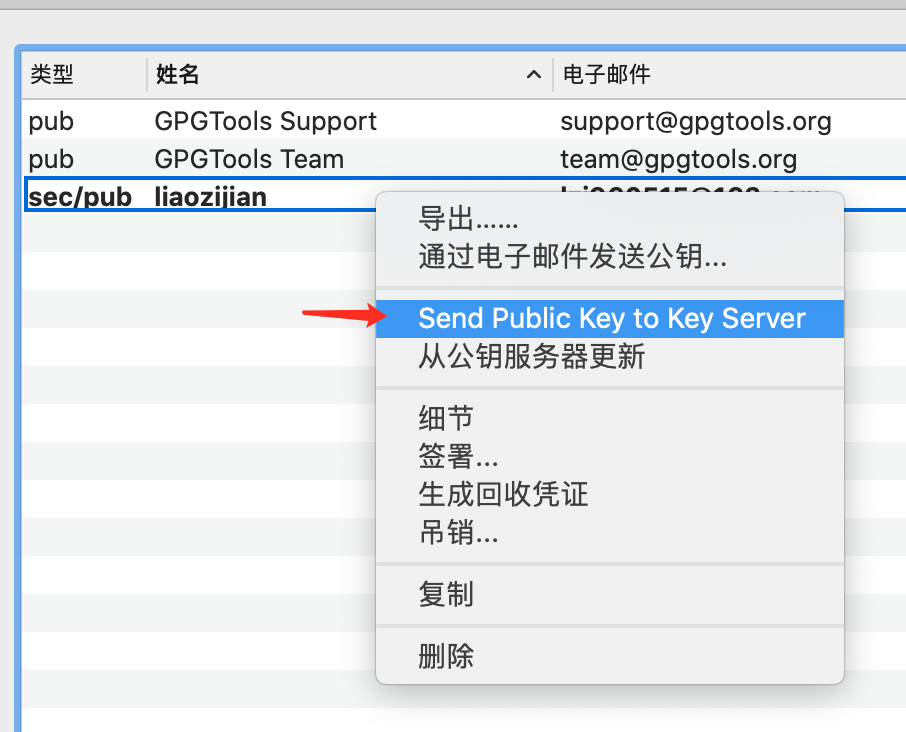 类型 姓名 电子邮件
pub GPGTools Support support@gpgtools.org
pub GPGTools Team team@gpgtools.org
sec/pub liaozijian
导出……
通过电子邮件发送公钥...
Send Public Key to Key Server
从公钥服务器更新
细节
签署...
生成回收凭证
吊销...
复制
删除